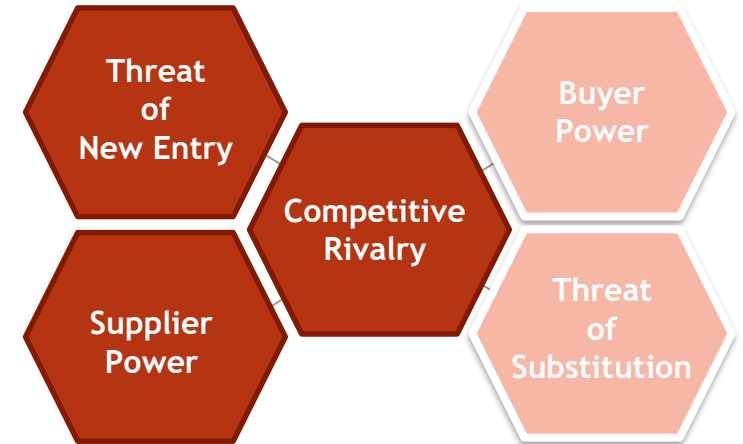 Threat
of
New Entry
Buyer
Power
Competitive
Rivalry
Supplier
Power
Threat
of
Substitution